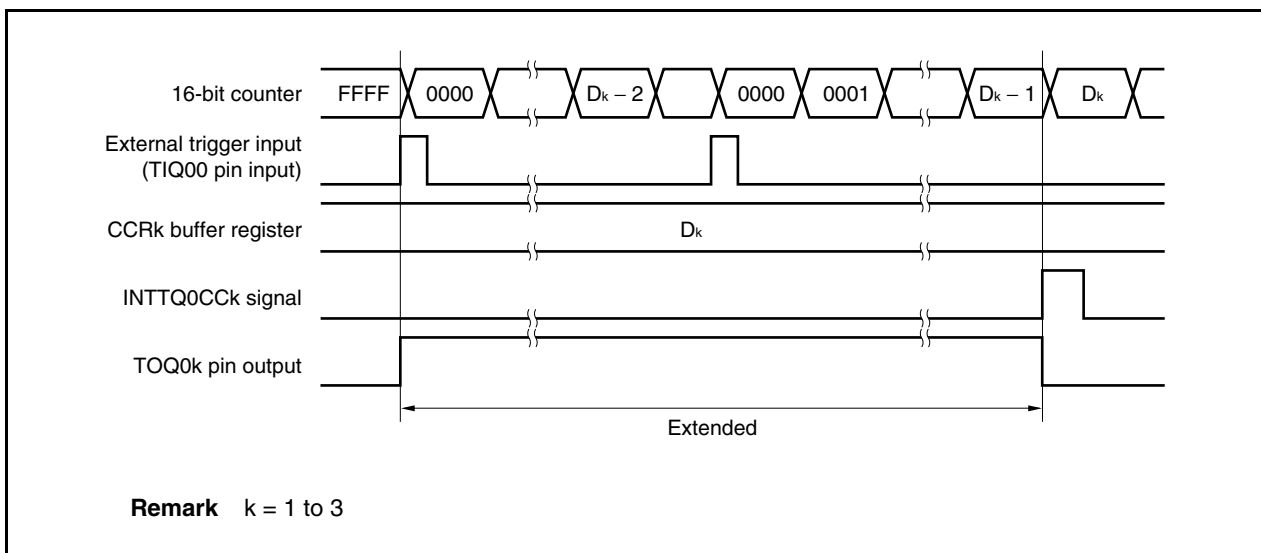 16-bit counter FFFF 0000 Dk − 2 0000 0001 Dk − 1 Dk
External trigger input
(TIQ00 pin input)
CCRk buffer register Dk
INTTQ0CCk signal
TOQ0k pin output
Extended
Remark k = 1 to 3